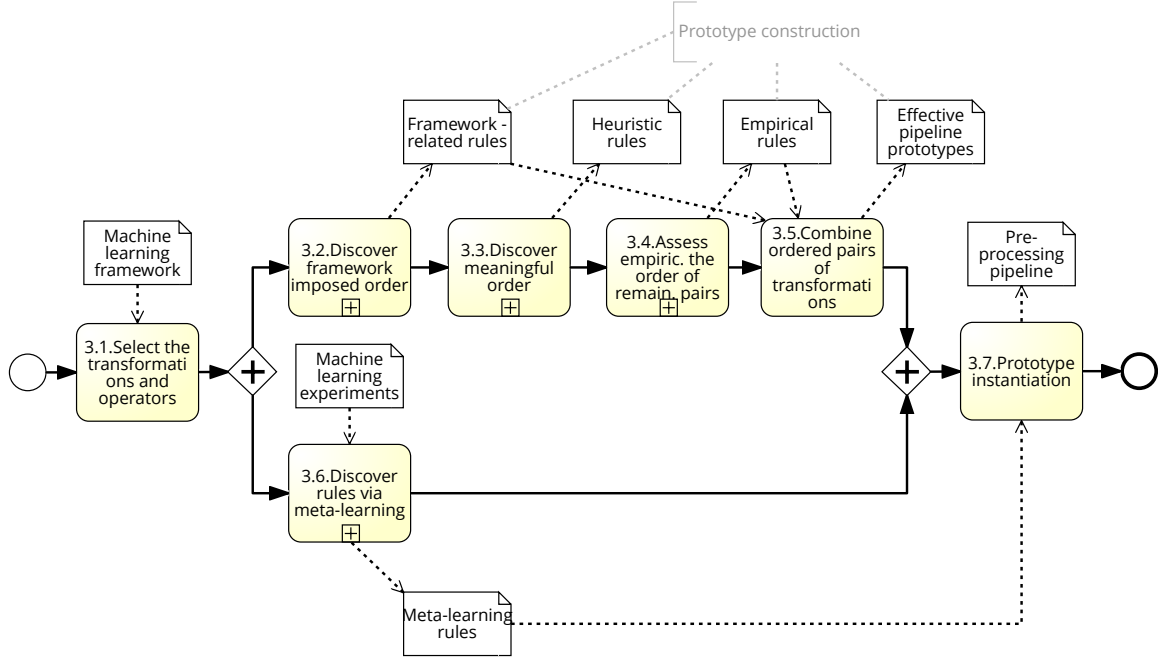 Prototype construction
Framework -
related rules
Heuristic
rules
Empirical
rules
Effective
pipeline
prototypes
Machine
learning
framework
3.2.Discover
framework
imposed order
3.3.Discover
meaningful
order
3.4.Assess
empiric. the
order of
remain. pairs
3.5.Combine
ordered pairs
of
transformati
ons
Pre-
processing
pipeline
3.1.Select the
transformati
ons and
operators
Machine
learning
experiments
3.7.Prototype
instantiation
3.6.Discover
rules via
meta-learning
Meta-learning
rules